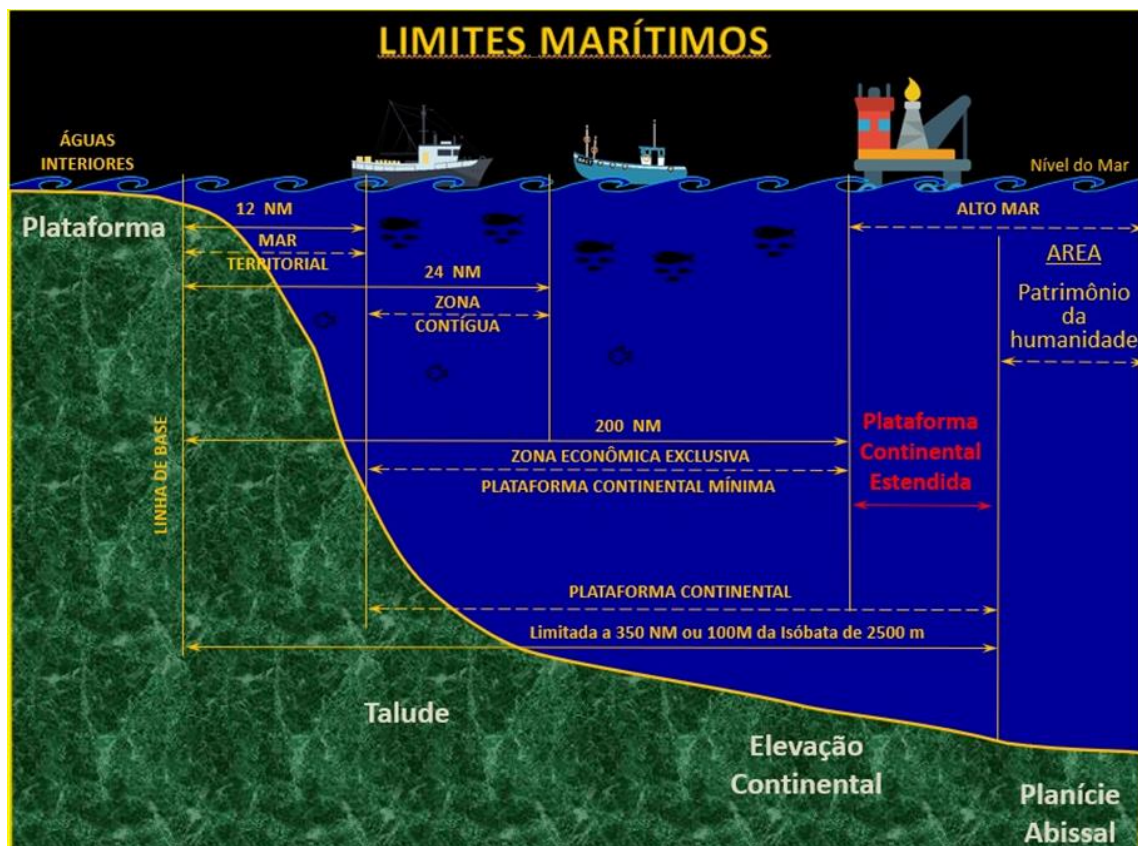 LIMITES MARÍTIMOS
ÁGUAS
INTERIORES
Nível do Mar
Plataforma
12 NM
MAR
TERRITORIAL
24 NM
ZONA
CONTÍGUA
ALTO MAR
AREA
Patrimônio
da
humanidade
LINHA DE BASE
200 NM
ZONA ECONÔMICA EXCLUSIVA
PLATAFORMA CONTINENTAL MÍNIMA
Plataforma
Continental
Estendida
PLATAFORMA CONTINENTAL
Limitada a 350 NM ou 100M da Isóbata de 2500 m
Talude
Elevação
Continental
Planície
Abissal